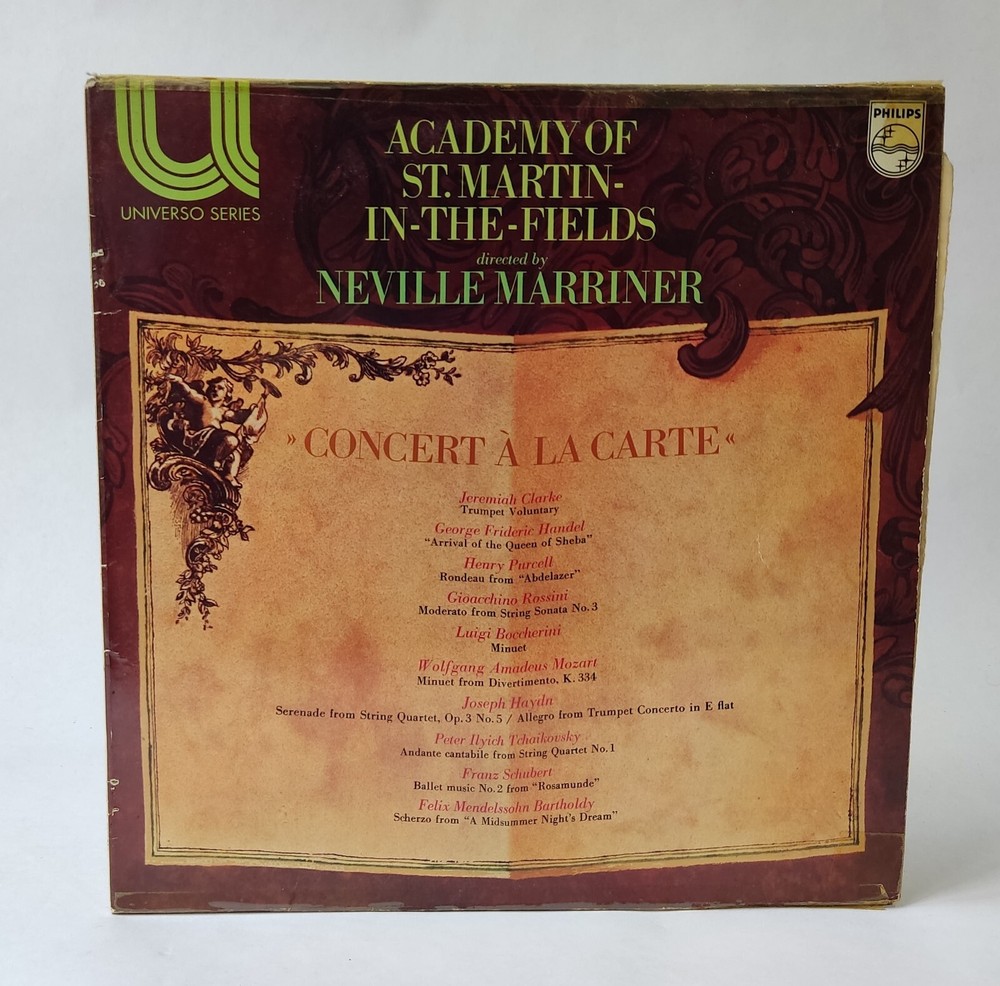 UNIVERSO SERIES
PHILIPS
ACADEMY OF
ST. MARTIN-
IN-THE-FIELDS
directed by
NEVILLE MARRINER
»CONCERT À LA CARTE«
Jeremiah Clarke
Trumpet Voluntary
George Frideric Handel
“Arrival of the Queen of Sheba”
Henry Purcell
Rondeau from “Abdelazer”
Gioacchino Rossini
Moderato from String Sonata No. 3
Luigi Boccherini
Minuet
Wolfgang Amadeus Mozart
Minuet from Divertimento, K. 334
Joseph Haydn
Serenade from String Quartet, Op. 3 No. 5 / Allegro from Trumpet Concerto in E flat
Peter Ilyich Tchaikovsky
Andante cantabile from String Quartet No. 1
Franz Schubert
Ballet music No. 2 from “Rosamunde”
Felix Mendelssohn Bartholdy
Scherzo from “A Midsummer Night's Dream”